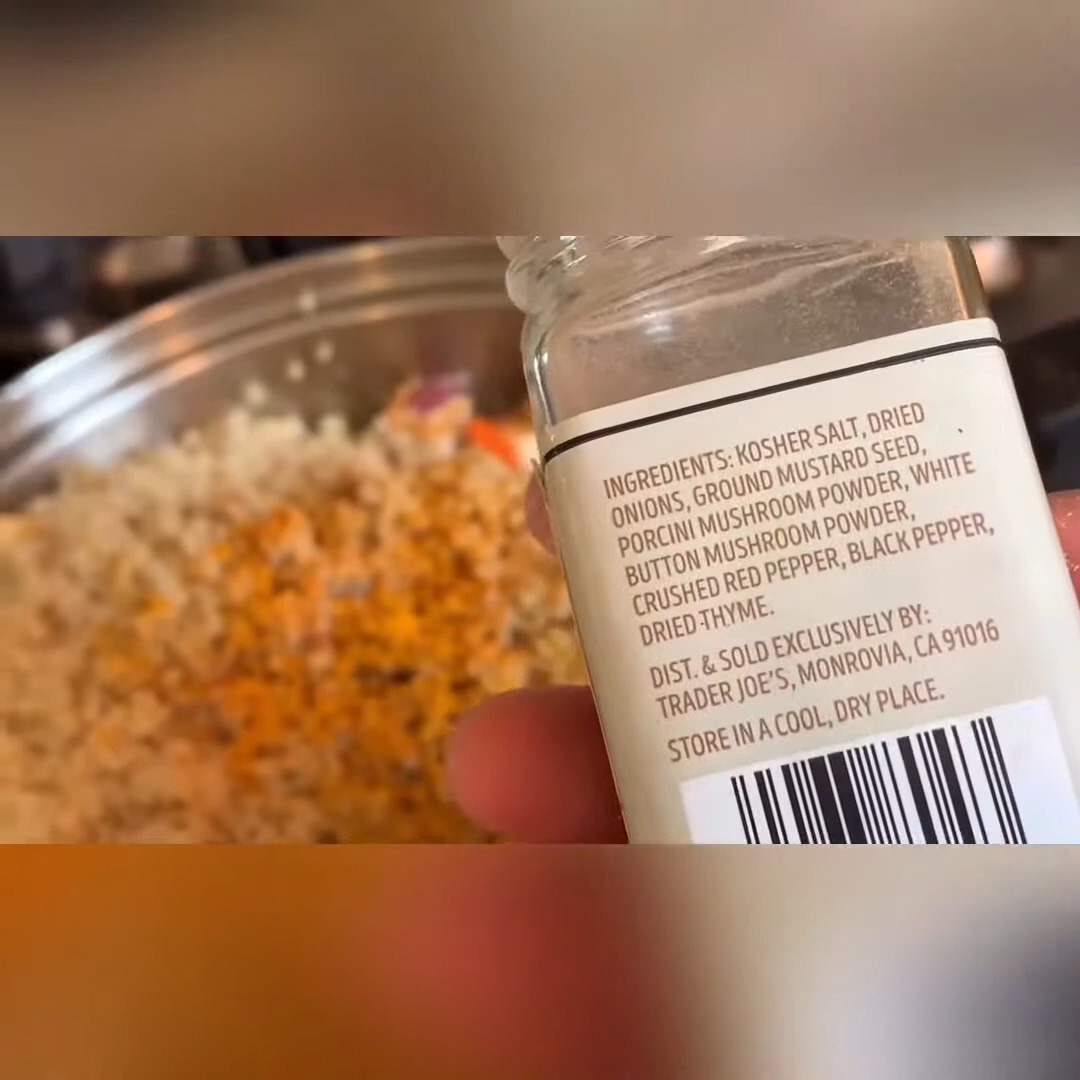 INGREDIENTS: KOSHER SALT, DRIED
ONIONS, GROUND MUSTARD SEED,
PORCINI MUSHROOM POWDER, WHITE
BUTTON MUSHROOM POWDER,
CRUSHED RED PEPPER, BLACK PEPPER,
DRIED THYME.
DIST. & SOLD EXCLUSIVELY BY:
TRADER JOE'S, MONROVIA, CA 91016
STORE IN A COOL, DRY PLACE.